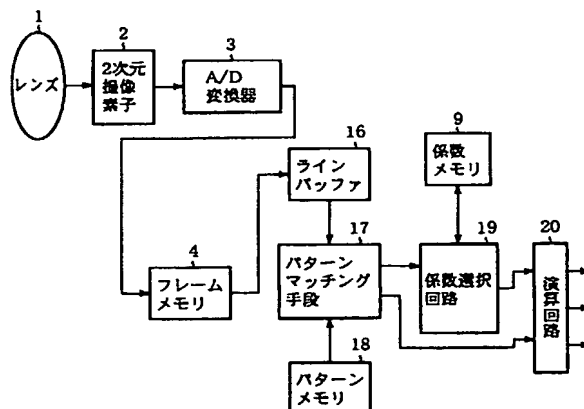 1
レンズ
2
2次元
撮像
素子
3
A/D
変換器
16
ライン
バッファ
9
係数
メモリ
4
フレーム
メモリ
17
パターン
マッチング
手段
19
係数選択
回路
20
演算回路
18
パターン
メモリ